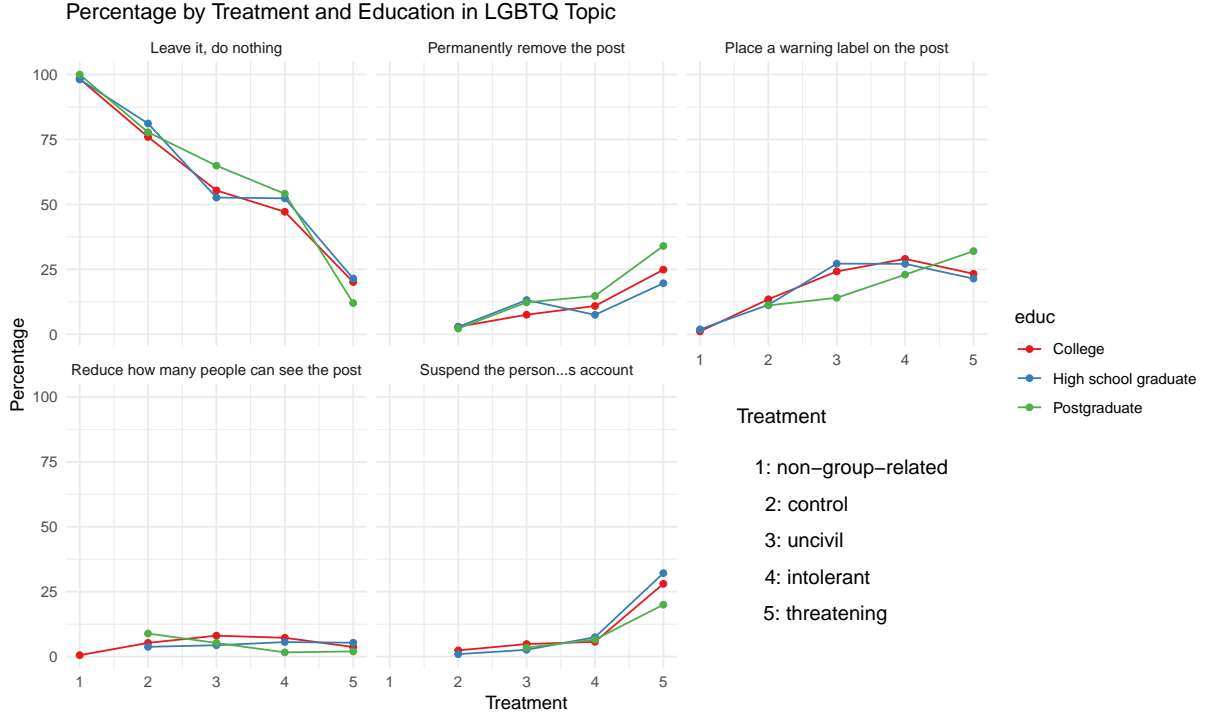 Percentage by Treatment and Education in LGBTQ Topic
Leave it, do nothing
Permanently remove the post
Place a warning label on the post
100
75
50
25
0
1
2
3
4
5
Reduce how many people can see the post
Suspend the person...s account
100
75
50
25
0
1
2
3
4
5
1
2
3
4
5
Percentage
Treatment
Treatment
1: non−group−related
2: control
3: uncivil
4: intolerant
5: threatening
educ
College
High school graduate
Postgraduate